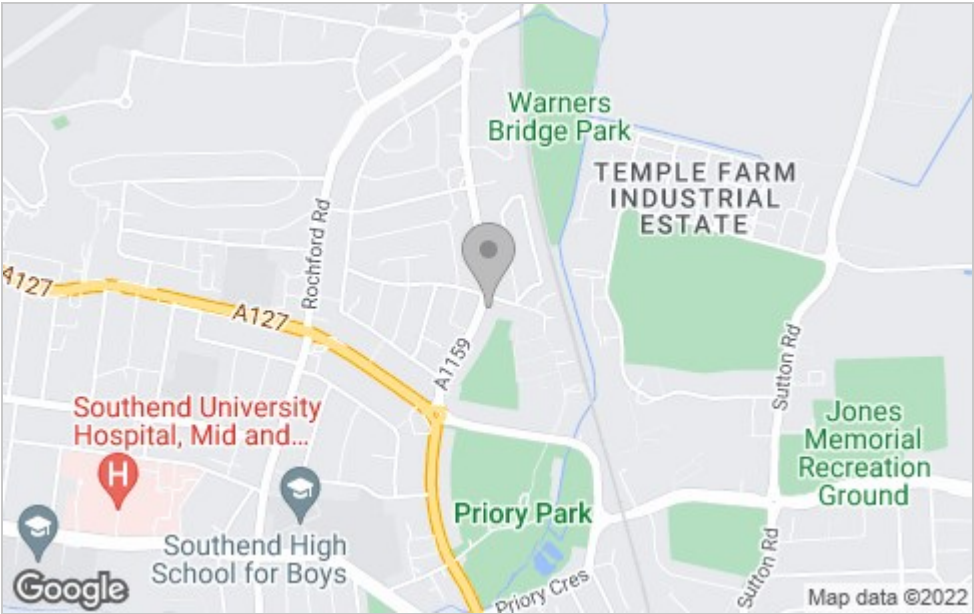 Warners
Bridge Park
TEMPLE FARM
INDUSTRIAL
ESTATE
Rochford Rd
A127
A127
A1159
Sutton Rd
Southend University
Hospital, Mid and...
H
Jones
Memorial
Recreation
Ground
Priory Park
Southend High
School for Boys
Sutton Rd
Priory Cres
Google
Map data ©2022